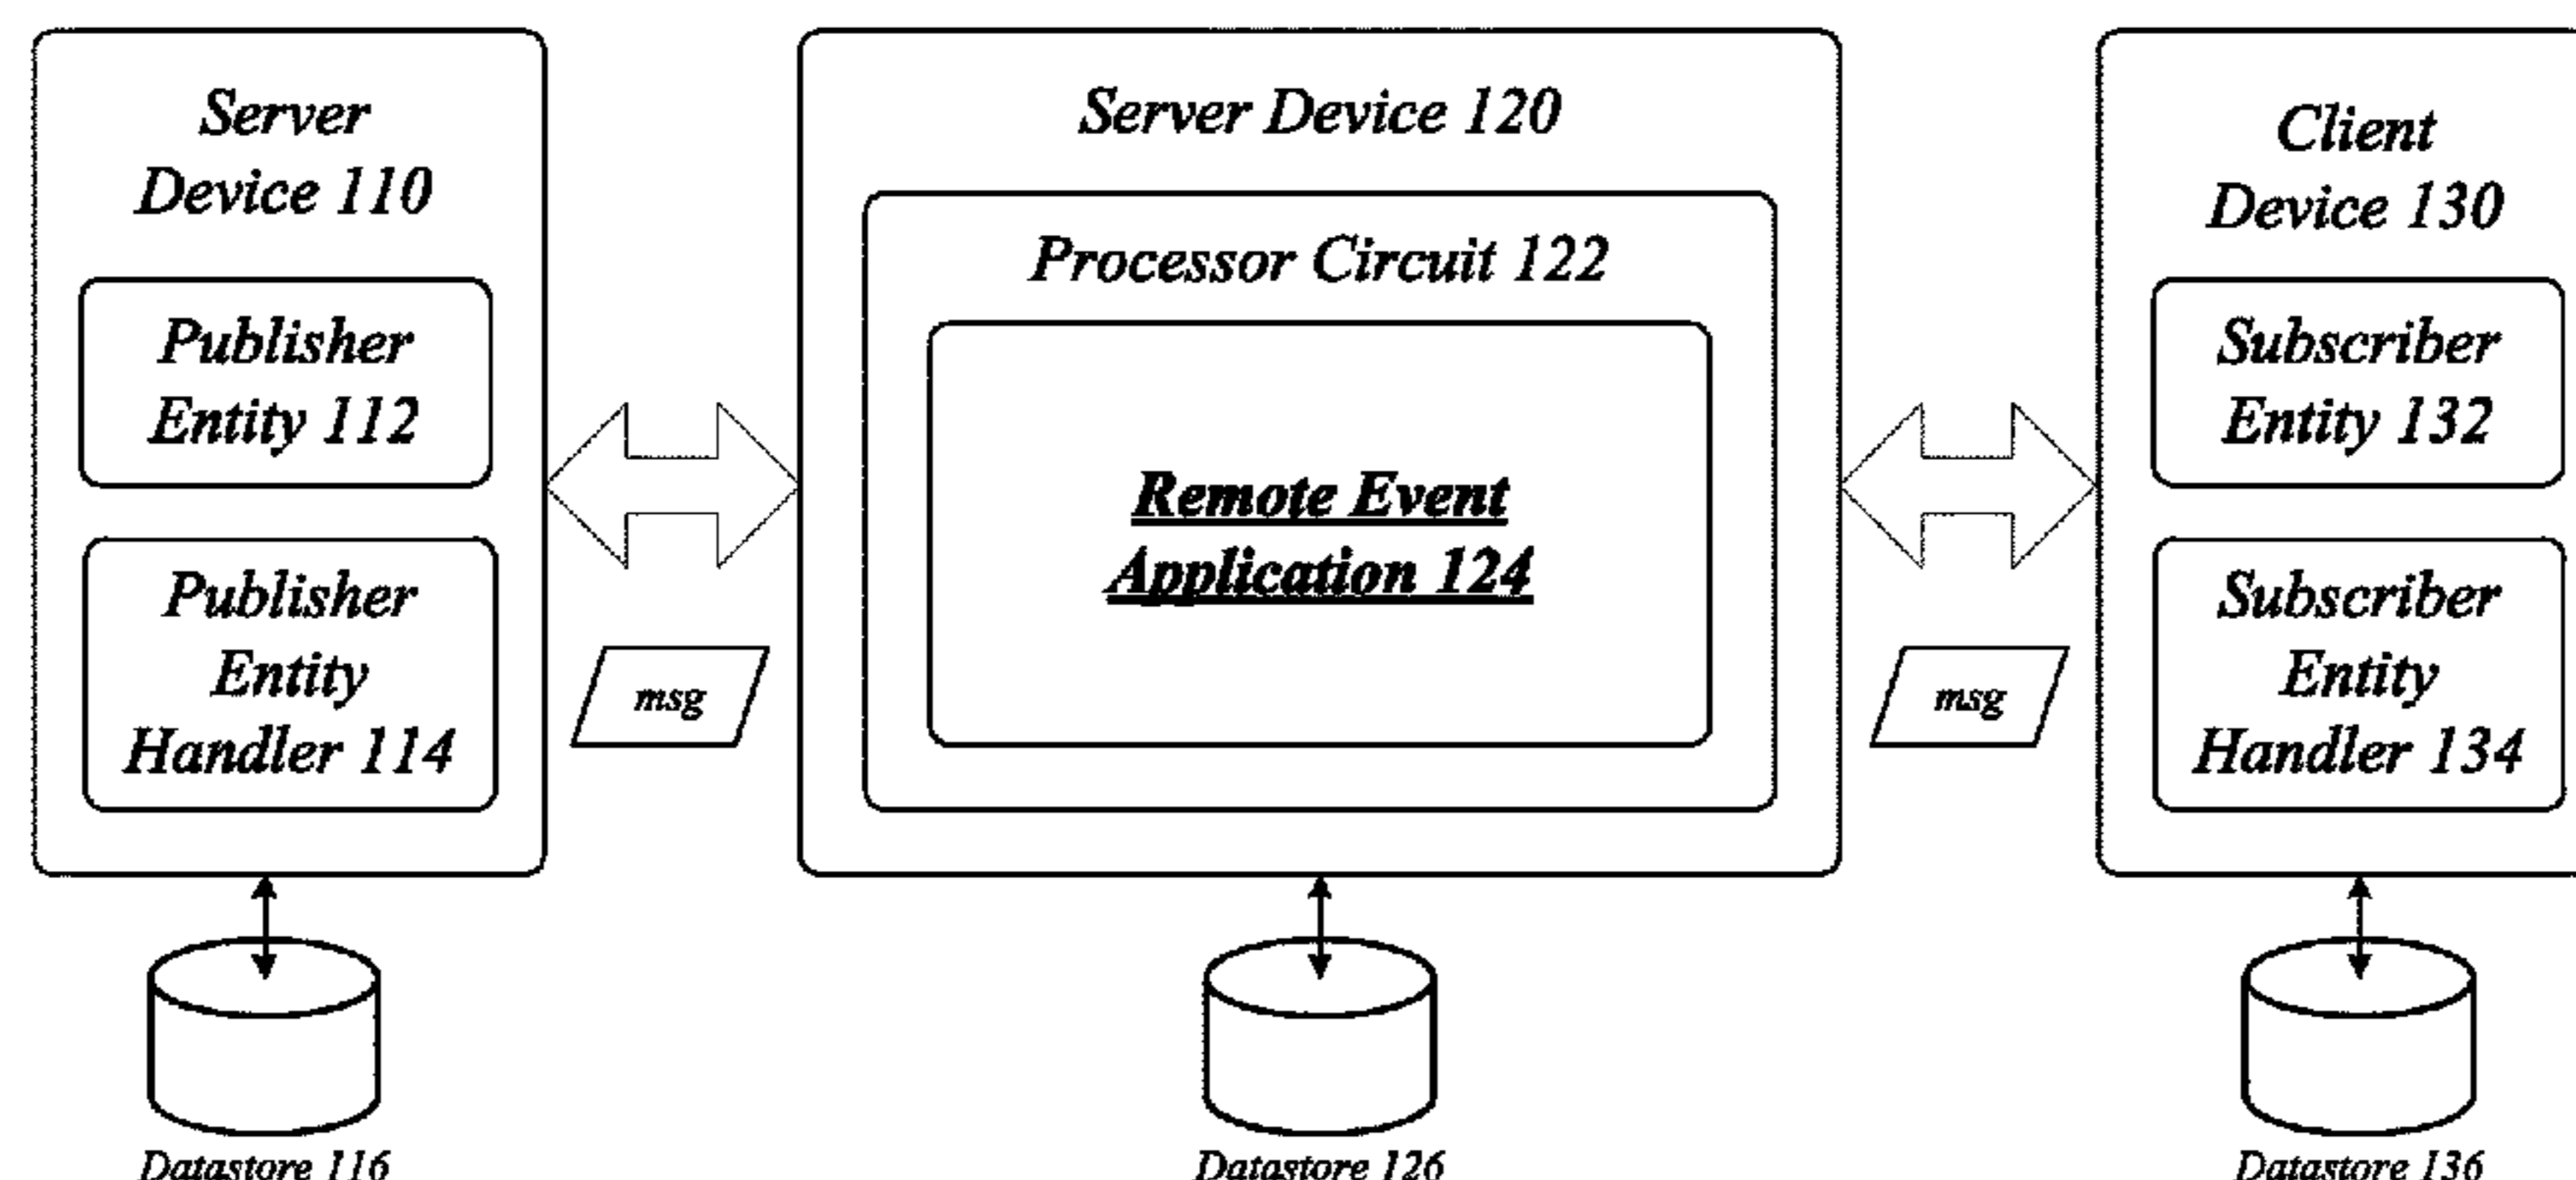 Server
Device 110
Publisher
Entity 112
Publisher
Entity
Handler 114
Datastore 116
msg
Server Device 120
Processor Circuit 122
Remote Event
Application 124
Datastore 126
msg
Client
Device 130
Subscriber
Entity 132
Subscriber
Entity
Handler 134
Datastore 136